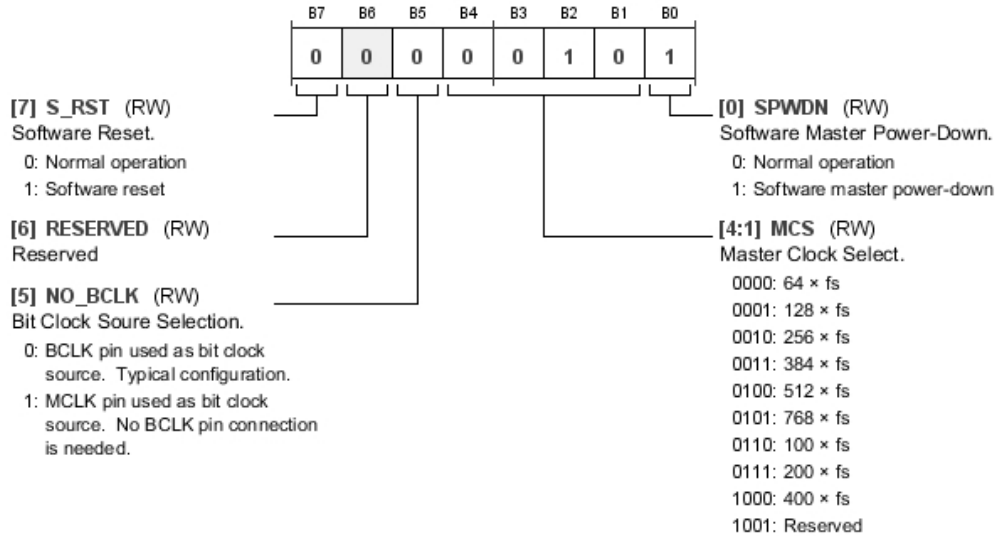 B7 B6 B5 B4 B3 B2 B1 B0
0 0 0 0 0 1 0 1
[7] S_RST (RW)
Software Reset.
0: Normal operation
1: Software reset
[6] RESERVED (RW)
Reserved
[5] NO_BCLK (RW)
Bit Clock Soure Selection.
0: BCLK pin used as bit clock
source. Typical configuration.
1: MCLK pin used as bit clock
source. No BCLK pin connection
is needed.
[0] SPWDN (RW)
Software Master Power-Down.
0: Normal operation
1: Software master power-down
[4:1] MCS (RW)
Master Clock Select.
0000: 64 × fs
0001: 128 × fs
0010: 256 × fs
0011: 384 × fs
0100: 512 × fs
0101: 768 × fs
0110: 100 × fs
0111: 200 × fs
1000: 400 × fs
1001: Reserved